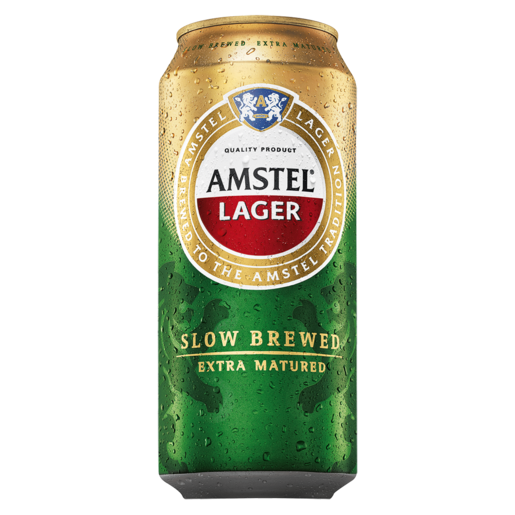 SLOW BREWED EXTRA MATURED
A
AMSTEL LAGER
BREWED TO THE AMSTEL TRADITION
QUALITY PRODUCT
AMSTEL®
LAGER
SLOW BREWED
EXTRA MATURED